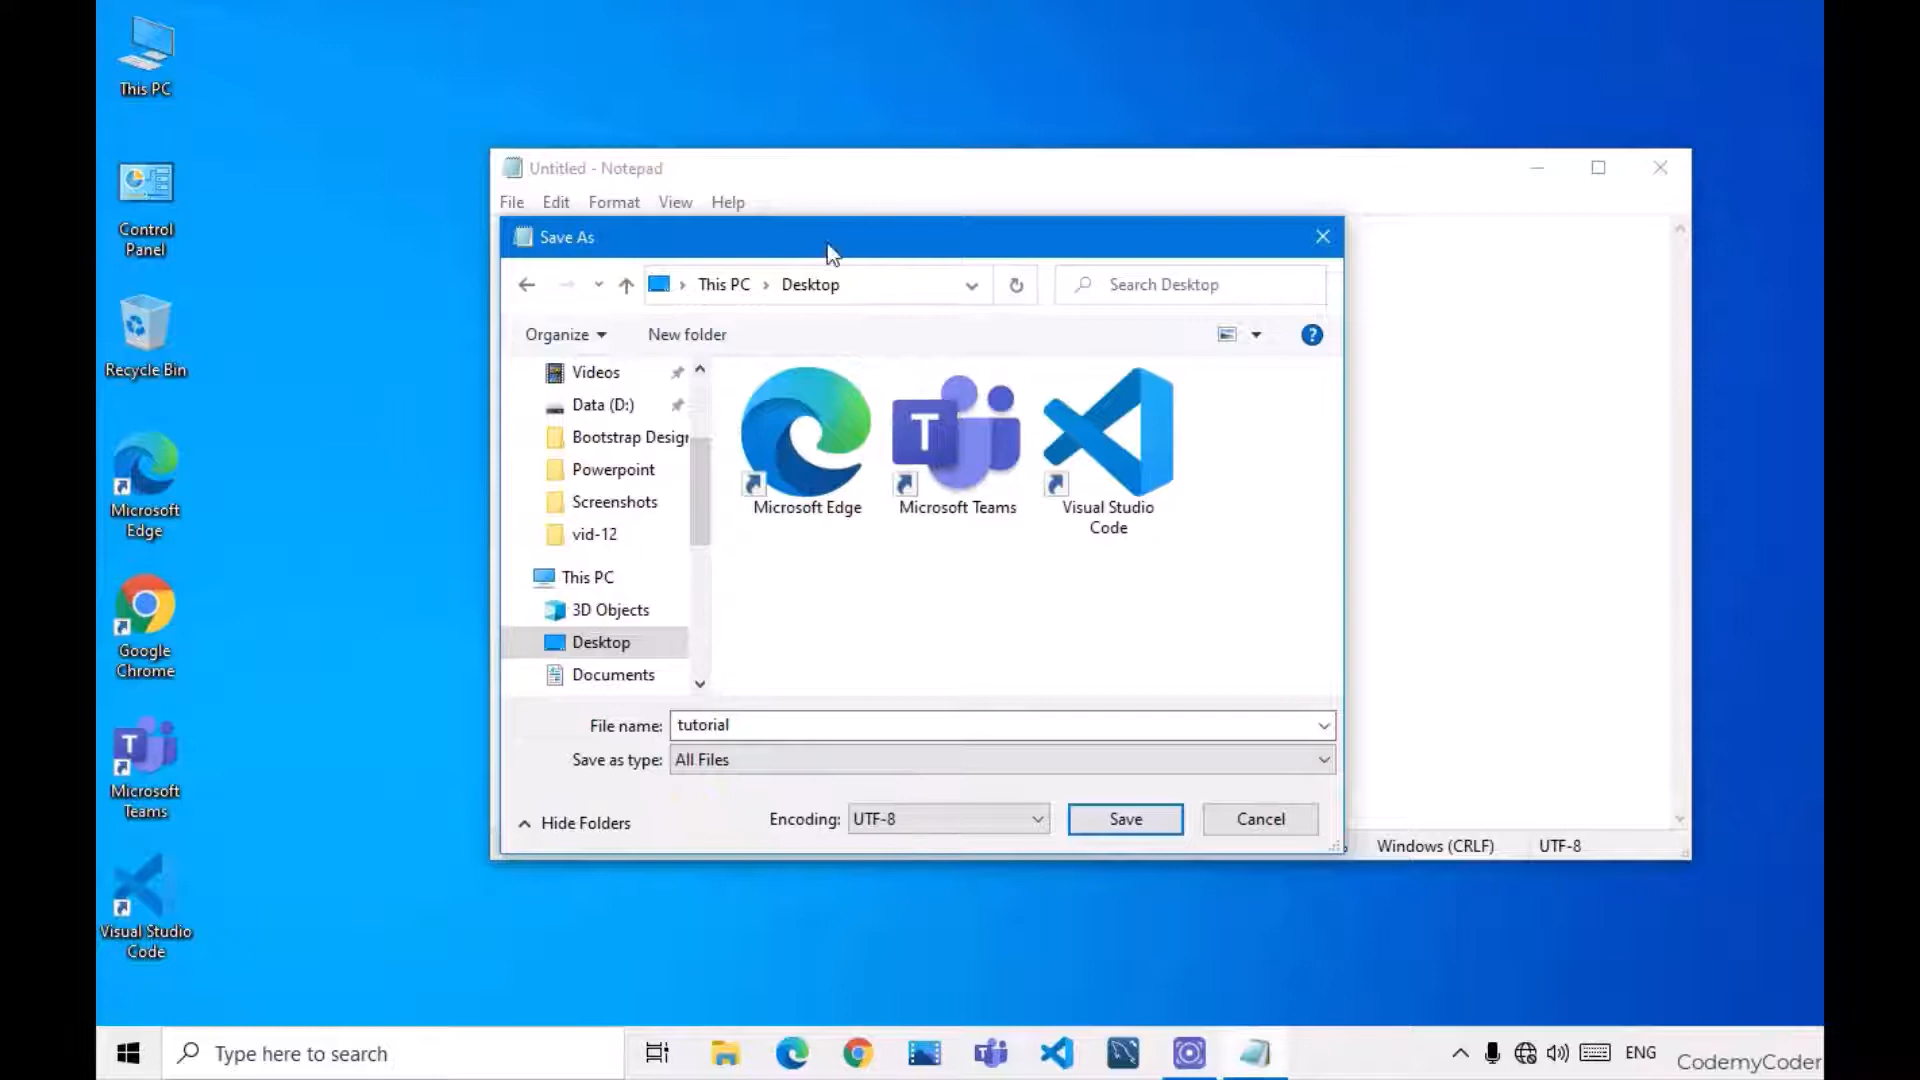 This PC
Control
Panel
Recycle Bin
Microsoft
Edge
Google
Chrome
Microsoft
Teams
Visual Studio
Code
Untitled - Notepad
File Edit Format View Help
Save As
This PC Desktop
Search Desktop
Organize New folder
Videos
Data (D:)
Bootstrap Design
Powerpoint
Screenshots
vid-12
This PC
3D Objects
Desktop
Documents
Microsoft Edge
Microsoft Teams
Visual Studio
Code
File name: tutorial
Save as type: All Files
Hide Folders
Encoding: UTF-8 Save Cancel
Windows (CRLF) UTF-8
Type here to search
ENG
CodemyCoder